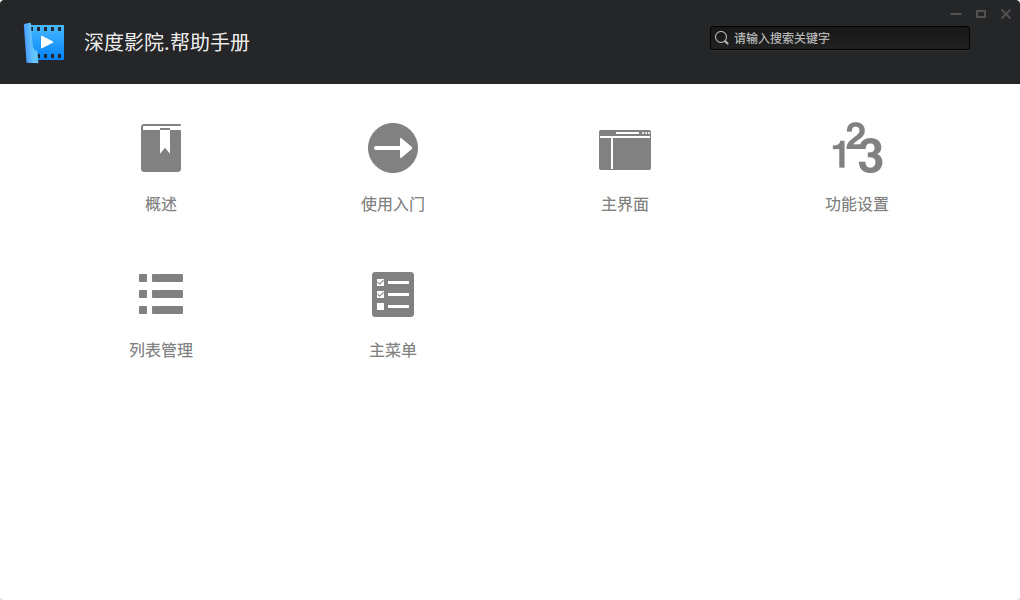 深度影院.帮助手册
请输入搜索关键字
概述
使用入门
主界面
123
功能设置
列表管理
主菜单